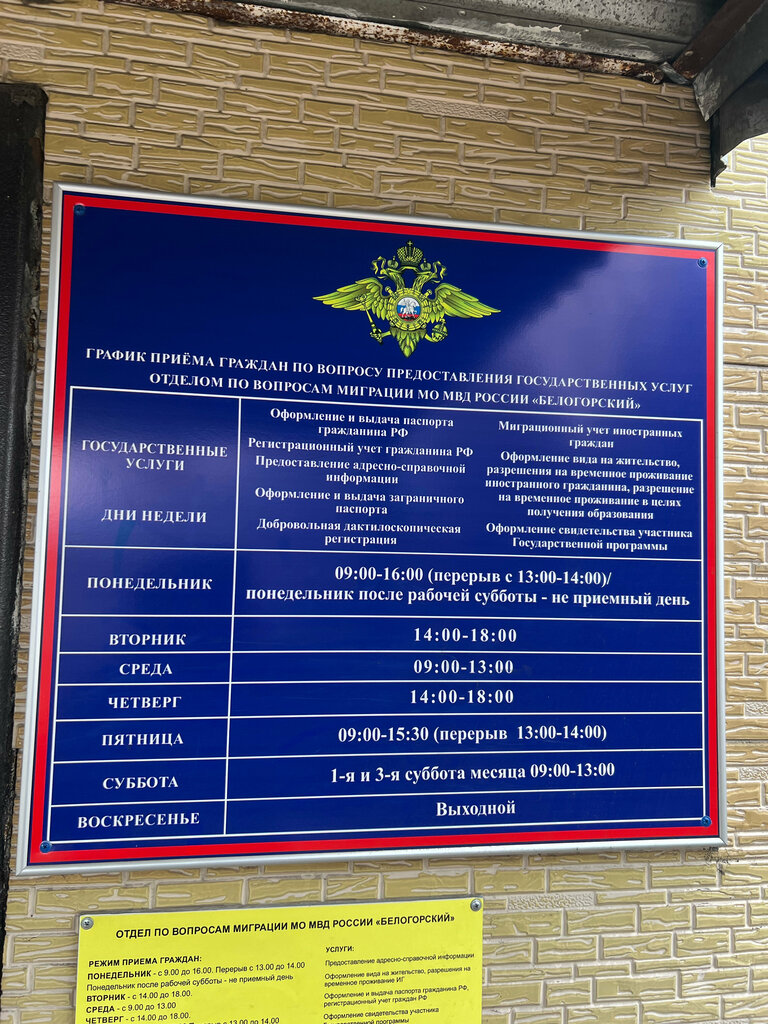 ГРАФИК ПРИЁМА ГРАЖДАН ПО ВОПРОСУ ПРЕДОСТАВЛЕНИЯ ГОСУДАРСТВЕННЫХ УСЛУГ
ОТДЕЛОМ ПО ВОПРОСАМ МИГРАЦИИ МО МВД РОССИИ «БЕЛОГОРСКИЙ»
ГОСУДАРСТВЕННЫЕ
УСЛУГИ
ДНИ НЕДЕЛИ
Оформление и выдача паспорта
гражданина РФ
Регистрационный учет гражданина РФ
Предоставление адресно-справочной
информации
Оформление и выдача заграничного
паспорта
Добровольная дактилоскопическая
регистрация
Миграционный учет иностранных
граждан
Оформление вида на жительство,
разрешения на временное проживание
иностранного гражданина, разрешение
на временное проживание в целях
получения образования
Оформление свидетельства участника
Государственной программы
ПОНЕДЕЛЬНИК
09:00-16:00 (перерыв с 13:00-14:00)/
понедельник после рабочей субботы - не приемный день
ВТОРНИК
14:00-18:00
СРЕДА
09:00-13:00
ЧЕТВЕРГ
14:00-18:00
ПЯТНИЦА
09:00-15:30 (перерыв 13:00-14:00)
СУББОТА
1-я и 3-я суббота месяца 09:00-13:00
ВОСКРЕСЕНЬЕ
Выходной
ОТДЕЛ ПО ВОПРОСАМ МИГРАЦИИ МО МВД РОССИИ «БЕЛОГОРСКИЙ»
РЕЖИМ ПРИЕМА ГРАЖДАН:
ПОНЕДЕЛЬНИК - с 9.00 до 16.00. Перерыв с 13.00 до 14.00
Понедельник после рабочей субботы - не приемный день
ВТОРНИК - с 14.00 до 18.00.
СРЕДА - с 9.00 до 13.00
ЧЕТВЕРГ - с 14.00 до 18.00.
Перерыв с 13.00 до 14.00
УСЛУГИ:
Предоставление адресно-справочной информации
Оформление вида на жительство, разрешения на
временное проживание ИГ
Оформление и выдача паспорта гражданина РФ,
регистрационный учет граждан РФ
Оформление свидетельства участника
программы